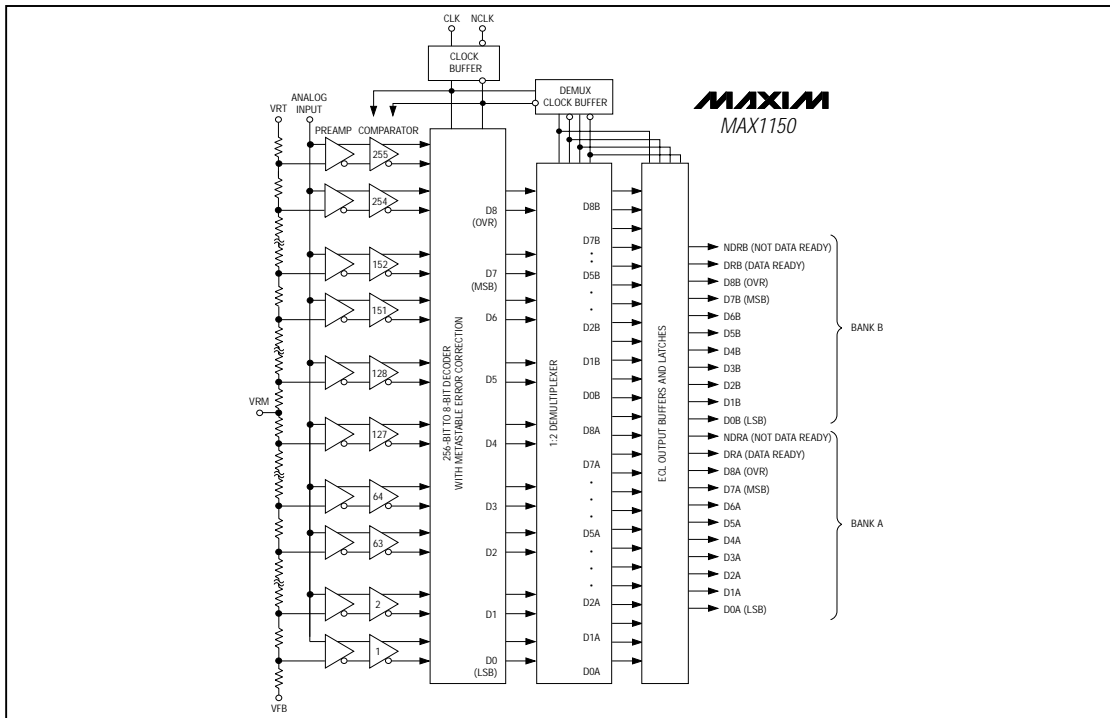 CLK
NCLK
CLOCK
BUFFER
DEMUX
CLOCK BUFFER
MAXIM
MAX1150
ANALOG
INPUT
VRT
PREAMP
COMPARATOR
255
254
152
151
128
VRM
127
64
63
2
1
VFB
256-BIT TO 8-BIT DECODER
WITH METASTABLE ERROR CORRECTION
D8
(OVR)
D7
(MSB)
D6
D5
D4
D3
D2
D1
D0
(LSB)
1:2 DEMULTIPLEXER
D8B
D7B
D5B
D2B
D1B
D0B
D8A
D7A
D5A
D2A
D1A
D0A
ECL OUTPUT BUFFERS AND LATCHES
NDRB (NOT DATA READY)
DRB (DATA READY)
D8B (OVR)
D7B (MSB)
D6B
D5B
D4B
D3B
D2B
D1B
D0B (LSB)
BANK B
NDRA (NOT DATA READY)
DRA (DATA READY)
D8A (OVR)
D7A (MSB)
D6A
D5A
D4A
D3A
D2A
D1A
D0A (LSB)
BANK A